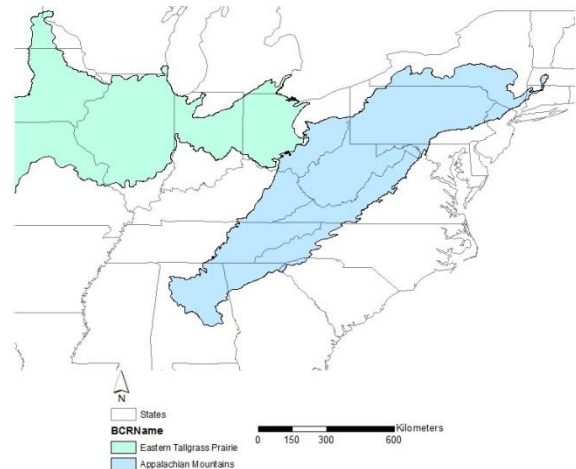 N
States
BCRName
Eastern Tallgrass Prairie
Appalachian Mountains
Kilometers
0 150 300 600